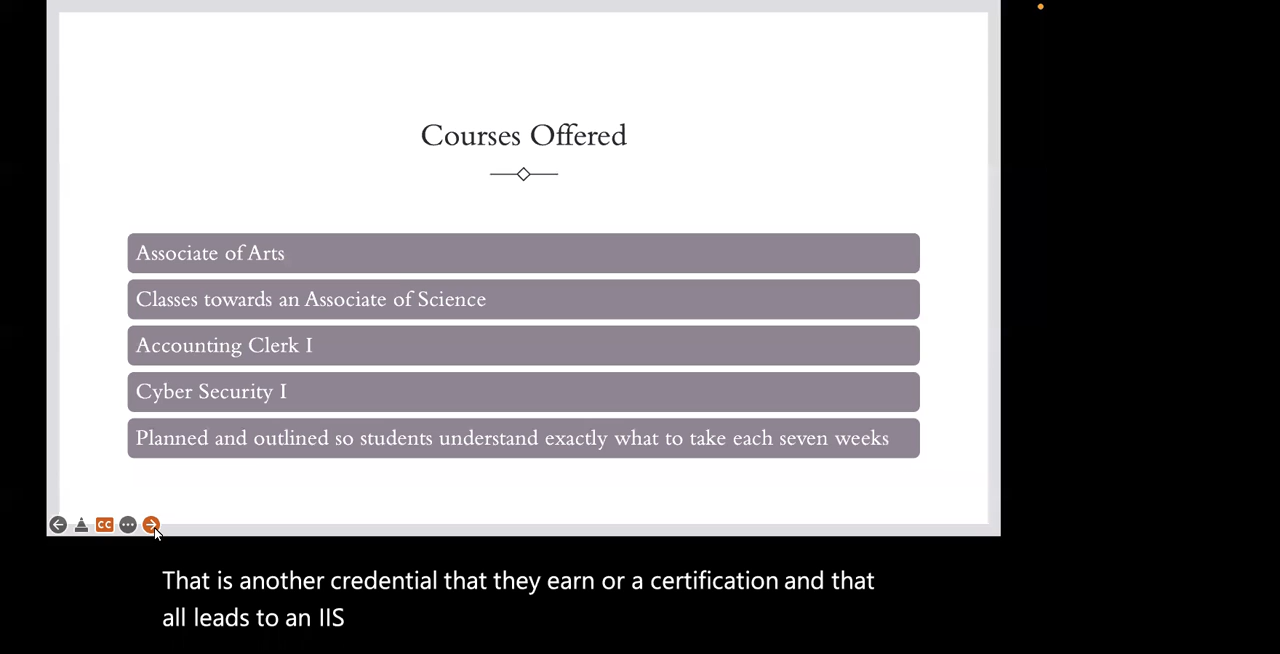 Courses Offered
Associate of Arts
Classes towards an Associate of Science
Accounting Clerk I
Cyber Security I
Planned and outlined so students understand exactly what to take each seven weeks
CC
That is another credential that they earn or a certification and that
all leads to an IIS